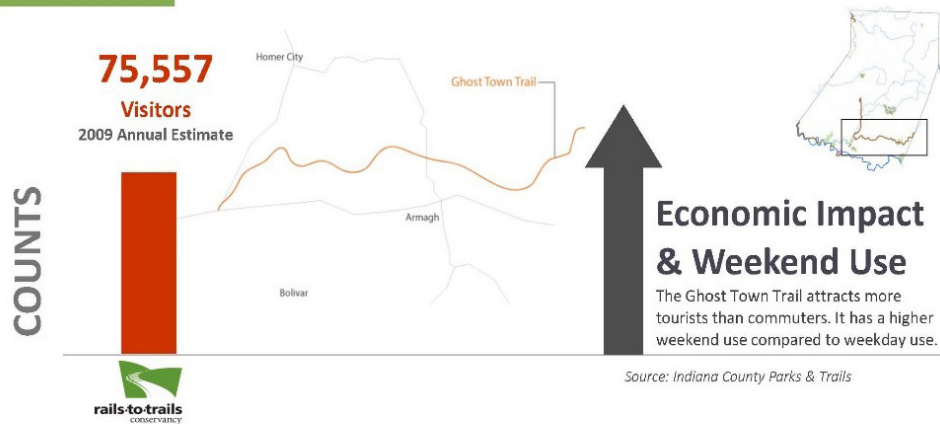 COUNTS
75,557
Visitors
2009 Annual Estimate
Homer City
Ghost Town Trail
Armagh
Bolivar
Economic Impact
& Weekend Use
The Ghost Town Trail attracts more
tourists than commuters. It has a higher
weekend use compared to weekday use.
Source: Indiana County Parks & Trails
rails·to·trails
conservancy